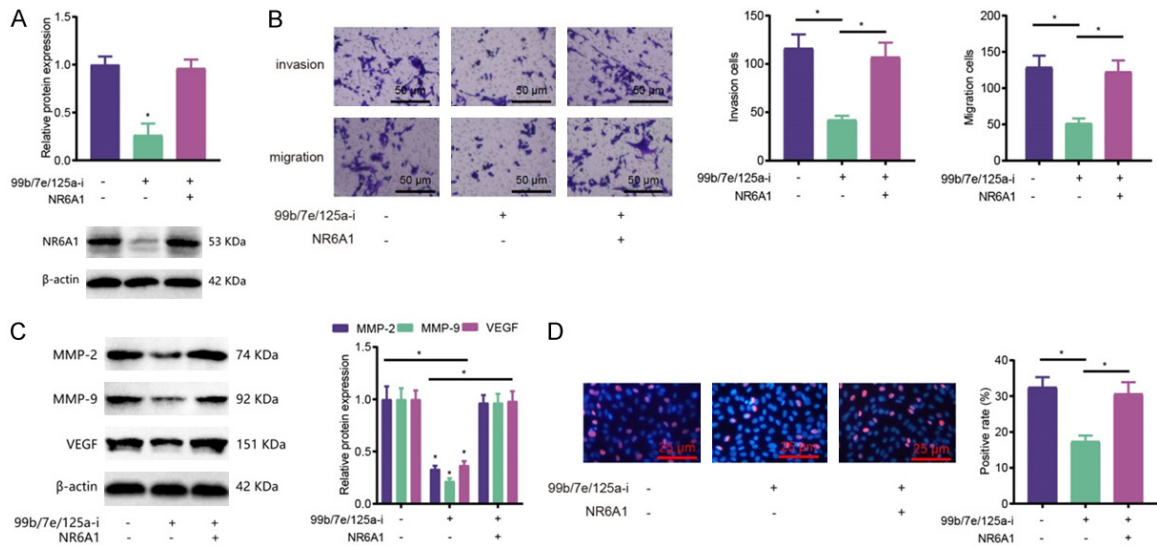 A
Relative protein expression
1.5
1.0
0.5
0.0
*
99b/7e/125a-i - + +
NR6A1 - - +
NR6A1 53 KDa
β-actin 42 KDa
B
invasion
50 μm 50 μm 50 μm
migration
50 μm 50 μm 50 μm
99b/7e/125a-i - + +
NR6A1 - - +
Invasion cells
150
100
50
0
* *
99b/7e/125a-i - + +
NR6A1 - - +
Migration cells
200
150
100
50
0
* *
99b/7e/125a-i - + +
NR6A1 - - +
C
MMP-2 74 KDa
MMP-9 92 KDa
VEGF 151 KDa
β-actin 42 KDa
99b/7e/125a-i - + +
NR6A1 - - +
MMP-2 MMP-9 VEGF
Relative protein expression
1.5
1.0
0.5
0.0
* *
* * *
99b/7e/125a-i - + +
NR6A1 - - +
D
25 μm 25 μm 25 μm
99b/7e/125a-i - + +
NR6A1 - - +
Positive rate (%)
40
30
20
10
0
* *
99b/7e/125a-i - + +
NR6A1 - - +